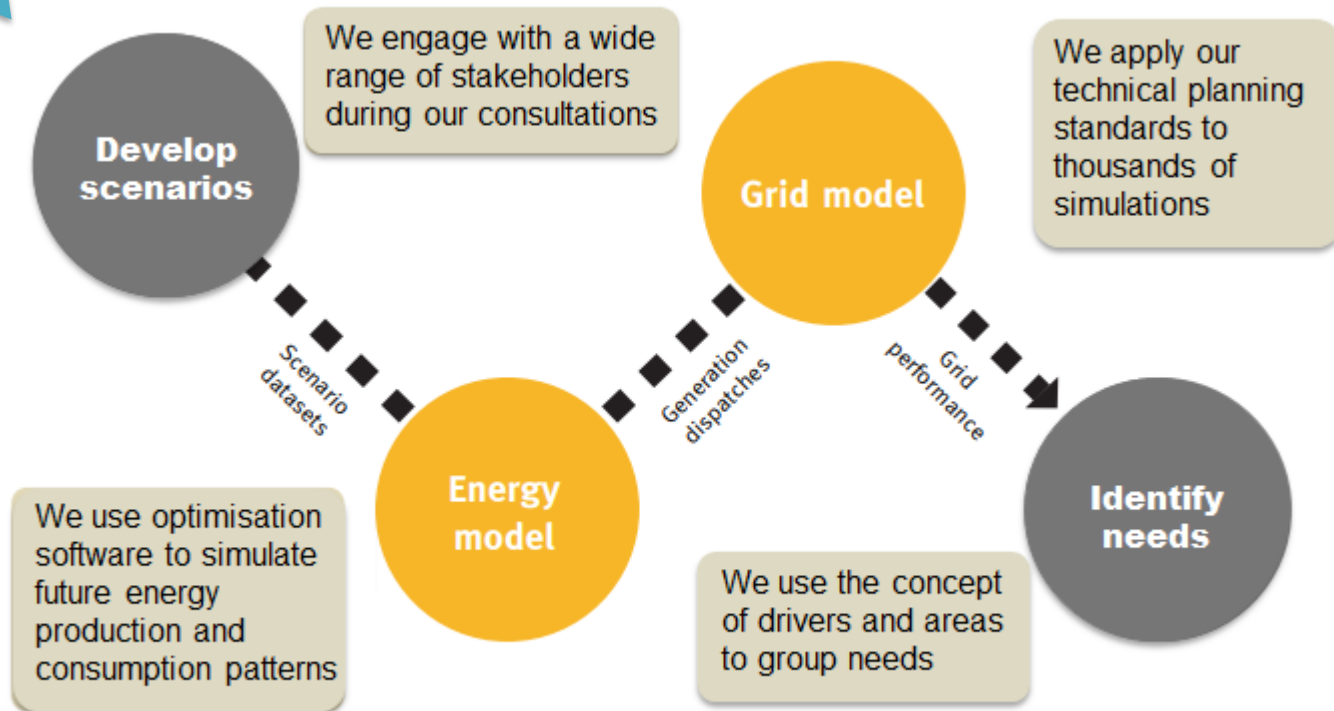 Develop
scenarios
We engage with a wide
range of stakeholders
during our consultations
Scenario
datasets
Energy
model
We use optimisation
software to simulate
future energy
production and
consumption patterns
Generation
dispatches
Grid model
We apply our
technical planning
standards to
thousands of
simulations
Grid
performance
Identify
needs
We use the concept
of drivers and areas
to group needs